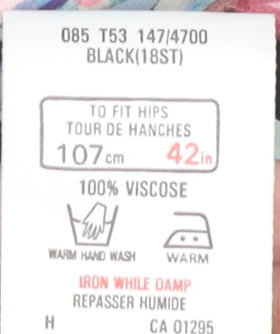 085 T53 147/4700
BLACK(18ST)
TO FIT HIPS
TOUR DE HANCHES
107cm 42in
100% VISCOSE
WARM HAND WASH WARM
IRON WHILE DAMP
REPASSER HUMIDE
H CA 01295